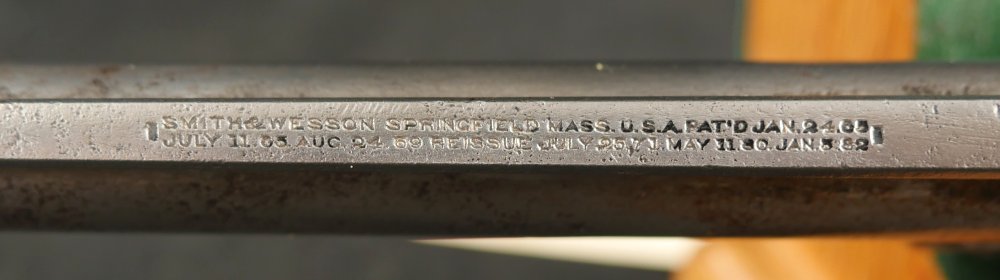 SMITH & WESSON SPRINGFIELD MASS. U.S.A. PAT'D JAN. 24.65
JULY 11. 65. AUG. 24. 69 REISSUE JULY. 25. 71. MAY 11 80. JAN. 3. 82